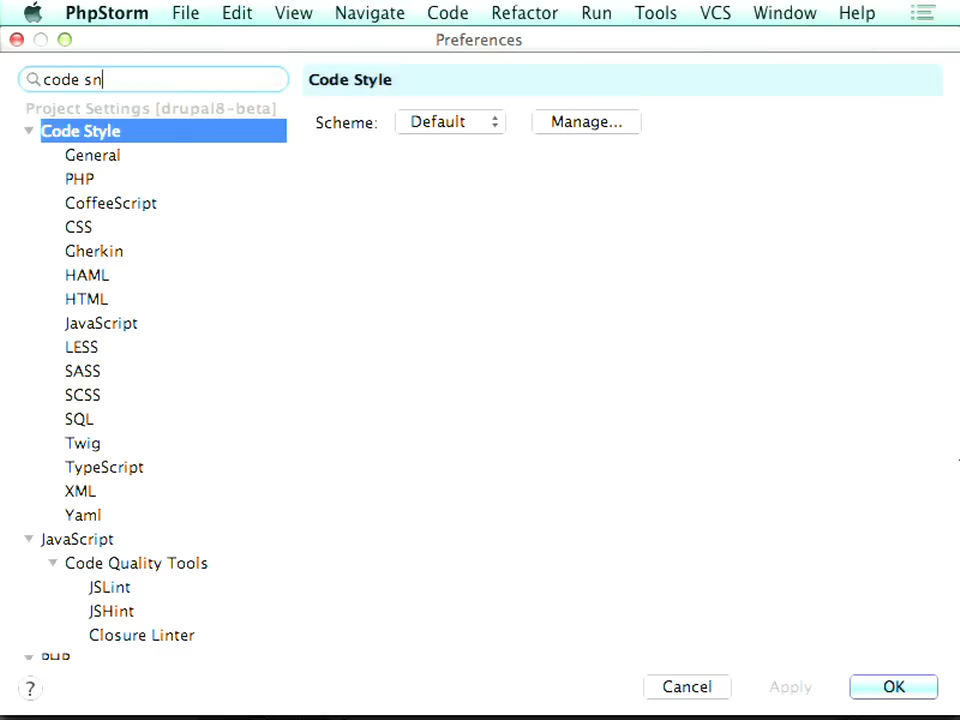 PhpStorm File Edit View Navigate Code Refactor Run Tools VCS Window Help
Preferences
code sn
Project Settings [drupal8-beta]
Code Style
General
PHP
CoffeeScript
CSS
Gherkin
HAML
HTML
JavaScript
LESS
SASS
SCSS
SQL
Twig
TypeScript
XML
Yaml
JavaScript
Code Quality Tools
JSLint
JSHint
Closure Linter
PHP
Code Style
Scheme: Default Manage...
? Cancel Apply OK